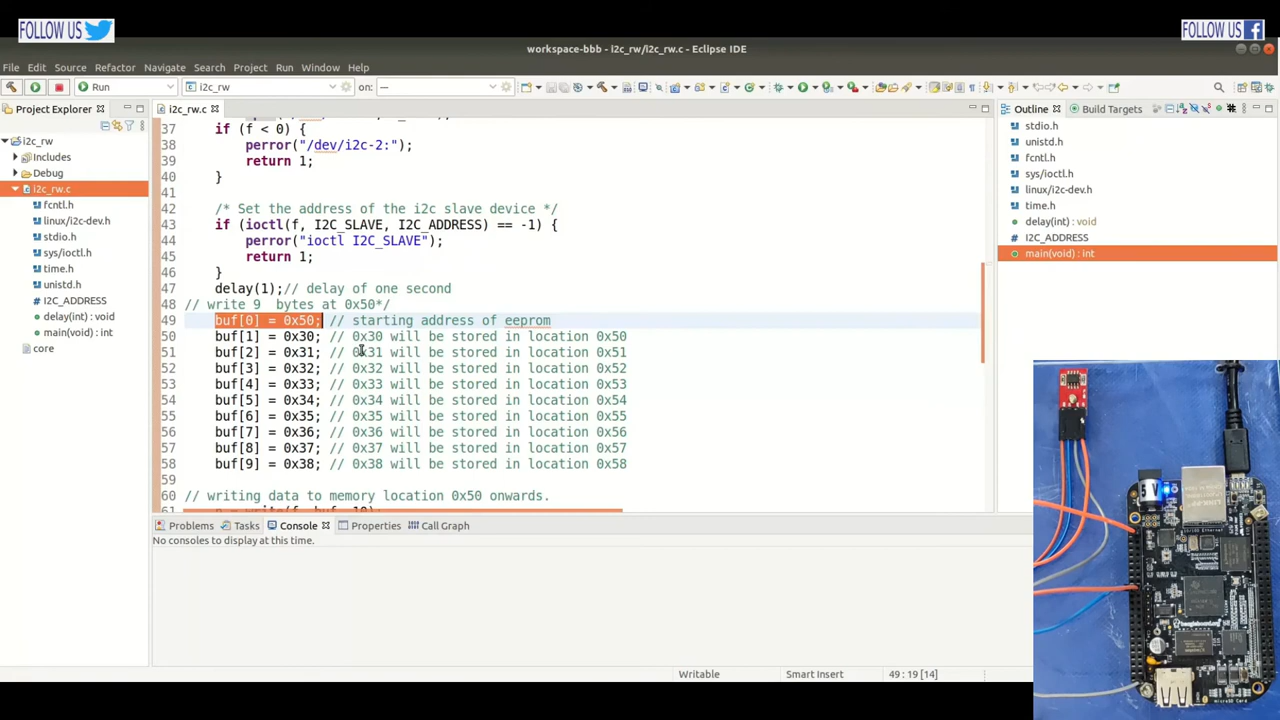 FOLLOW US
FOLLOW US
workspace-bbb - i2c_rw/i2c_rw.c - Eclipse IDE
File Edit Source Refactor Navigate Search Project Run Window Help
Run i2c_rw on: ---
Project Explorer
i2c_rw
Includes
Debug
i2c_rw.c
fcntl.h
linux/i2c-dev.h
stdio.h
sys/ioctl.h
time.h
unistd.h
I2C_ADDRESS
delay(int) : void
main(void) : int
core
i2c_rw.c
37 if (f < 0) {
38 perror("/dev/i2c-2:");
39 return 1;
40 }
41
42 /* Set the address of the i2c slave device */
43 if (ioctl(f, I2C_SLAVE, I2C_ADDRESS) == -1) {
44 perror("ioctl I2C_SLAVE");
45 return 1;
46 }
47 delay(1);// delay of one second
48 // write 9 bytes at 0x50*/
49 buf[0] = 0x50; // starting address of eeprom
50 buf[1] = 0x30; // 0x30 will be stored in location 0x50
51 buf[2] = 0x31; // 0x31 will be stored in location 0x51
52 buf[3] = 0x32; // 0x32 will be stored in location 0x52
53 buf[4] = 0x33; // 0x33 will be stored in location 0x53
54 buf[5] = 0x34; // 0x34 will be stored in location 0x54
55 buf[6] = 0x35; // 0x35 will be stored in location 0x55
56 buf[7] = 0x36; // 0x36 will be stored in location 0x56
57 buf[8] = 0x37; // 0x37 will be stored in location 0x57
58 buf[9] = 0x38; // 0x38 will be stored in location 0x58
59
60 // writing data to memory location 0x50 onwards.
61
Problems Tasks Console Properties Call Graph
No consoles to display at this time.
Writable Smart Insert 49 : 19 [14]
Outline Build Targets
stdio.h
unistd.h
fcntl.h
sys/ioctl.h
linux/i2c-dev.h
time.h
delay(int) : void
I2C_ADDRESS
main(void) : int
5 V
beagleboard.org